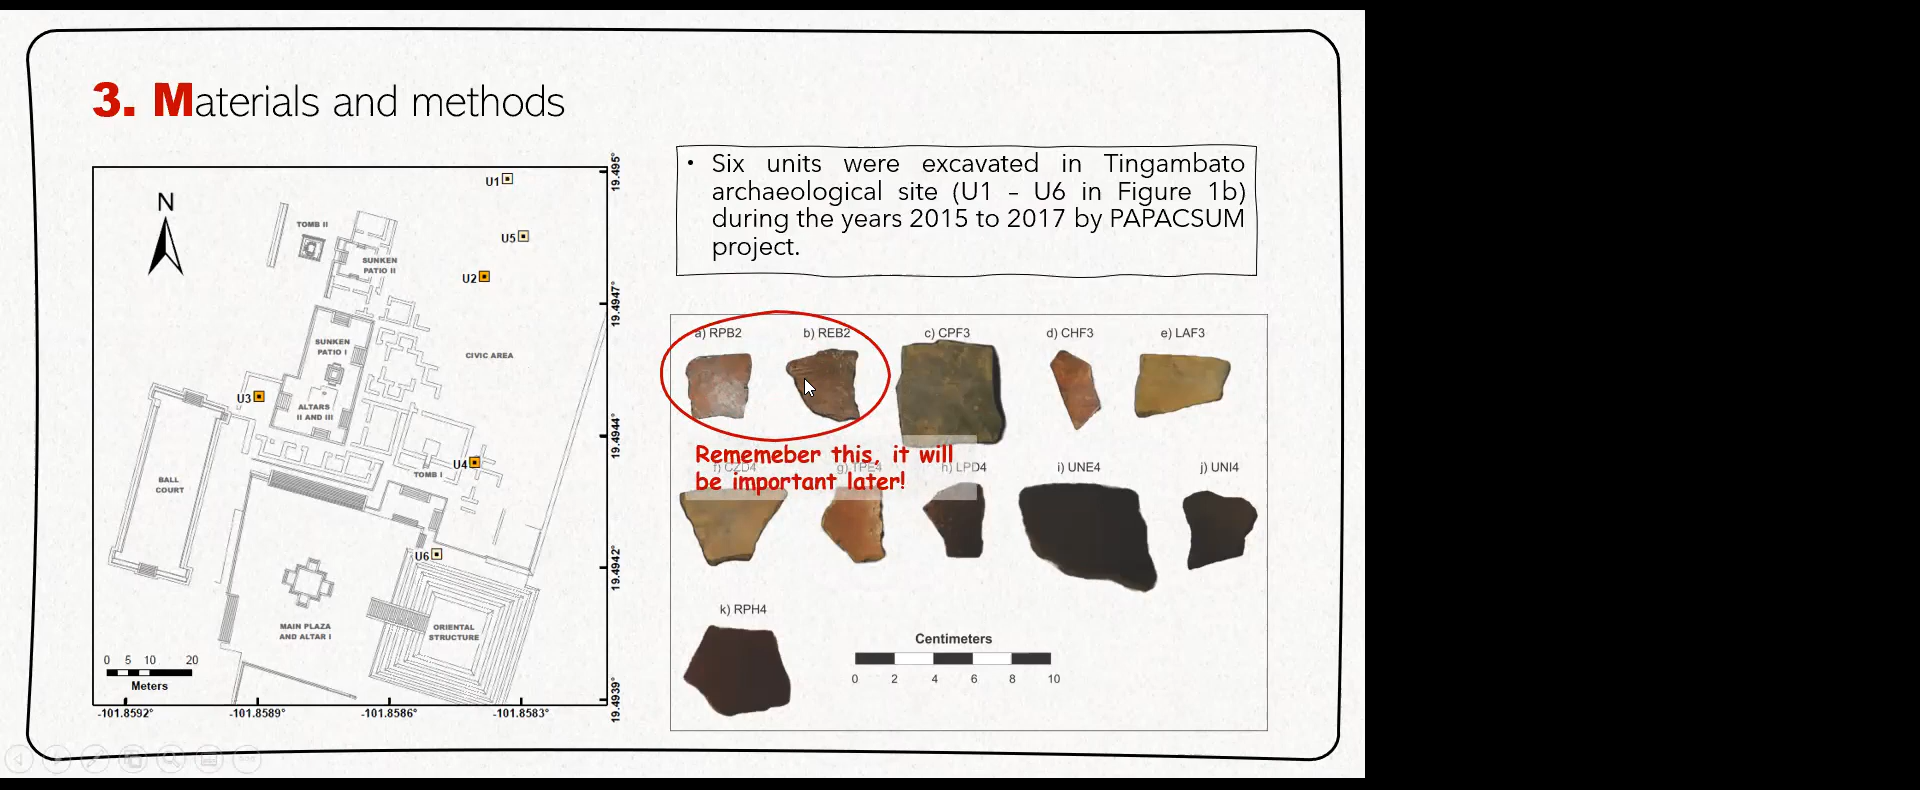 3. Materials and methods
N
U1
U5
U2
TOMB II
SUNKEN
PATIO II
SUNKEN
PATIO I
CIVIC AREA
U3
ALTARS
II AND III
U4
TOMB I
BALL
COURT
U6
MAIN PLAZA
AND ALTAR I
ORIENTAL
STRUCTURE
0 5 10 20
Meters
-101.8592° -101.8589° -101.8586° -101.8583°
19.495°
19.4947°
19.4944°
19.4942°
19.4939°
• Six units were excavated in Tingambato
archaeological site (U1 – U6 in Figure 1b)
during the years 2015 to 2017 by PAPACSUM
project.
a) RPB2 b) REB2 c) CPF3 d) CHF3 e) LAF3
Rememeber this, it will
be important later!
f) CZD4 g) TPE4 h) LPD4 i) UNE4 j) UNI4
k) RPH4
Centimeters
0 2 4 6 8 10